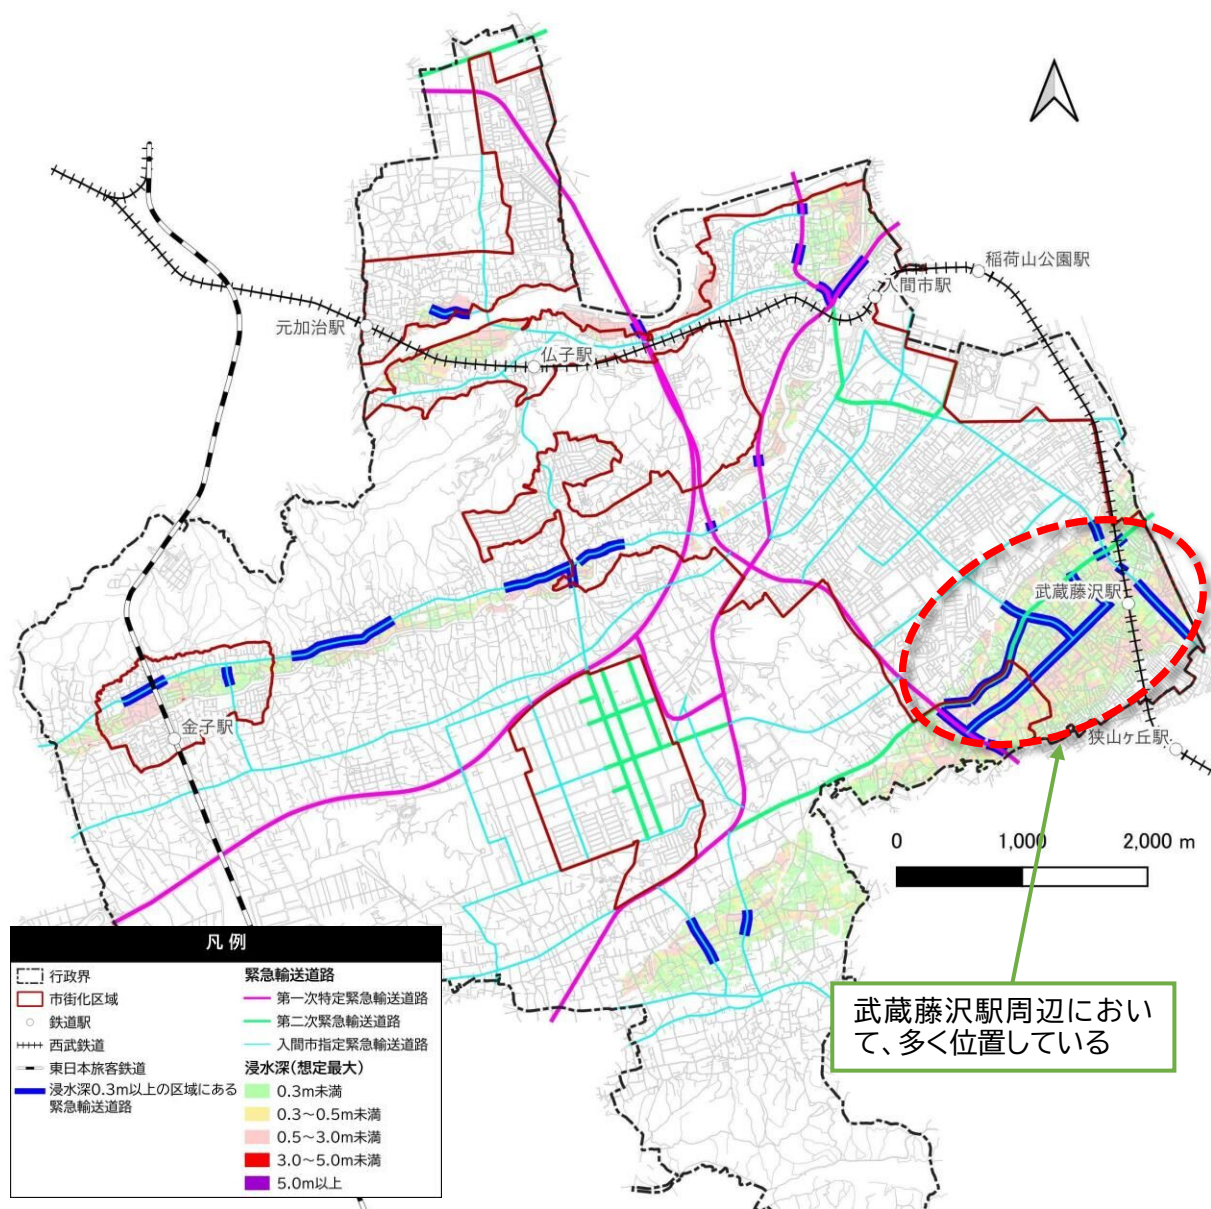 稲荷山公園駅
入間市駅
元加治駅
仏子駅
武蔵藤沢駅
金子駅
狭山ヶ丘駅
0 1,000 2,000 m
武蔵藤沢駅周辺におい
て、多く位置している
凡例
行政界
市街化区域
鉄道駅
西武鉄道
東日本旅客鉄道
浸水深0.3m以上の区域にある
緊急輸送道路
緊急輸送道路
第一次特定緊急輸送道路
第二次緊急輸送道路
入間市指定緊急輸送道路
浸水深(想定最大)
0.3m未満
0.3～0.5m未満
0.5～3.0m未満
3.0～5.0m未満
5.0m以上